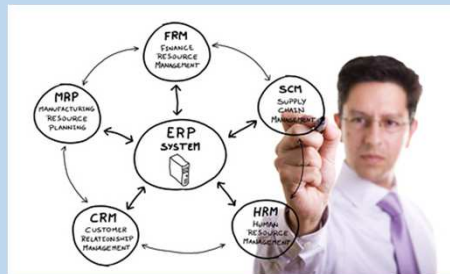 FRM
FINANCE
RESOURCE
MANAGEMENT
MRP
MANUFACTURING
RESOURCE
PLANNING
SCM
SUPPLY
CHAIN
MANAGEMENT
ERP
SYSTEM
CRM
CUSTOMER
RELATIONSHIP
MANAGEMENT
HRM
HUMAN
RESOURCE
MANAGEMENT